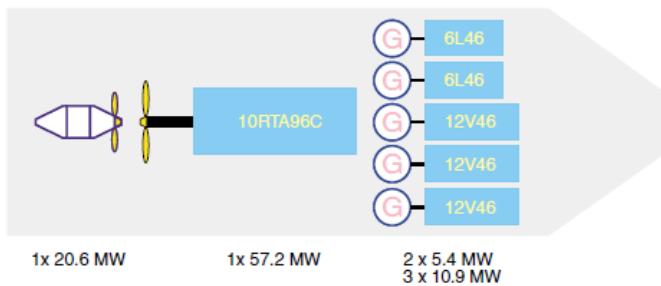 G 6L46
G 6L46
10RTA96C
G 12V46
G 12V46
G 12V46
1x 20.6 MW
1x 57.2 MW
2 x 5.4 MW
3 x 10.9 MW